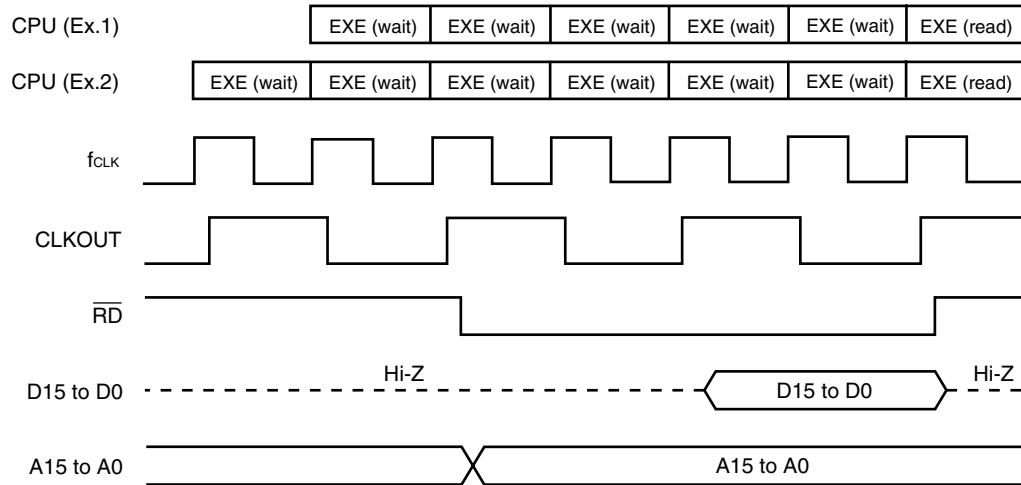 CPU (Ex.1) EXE (wait) EXE (wait) EXE (wait) EXE (wait) EXE (wait) EXE (read)
CPU (Ex.2) EXE (wait) EXE (wait) EXE (wait) EXE (wait) EXE (wait) EXE (wait) EXE (read)
fCLK
CLKOUT
RD
D15 to D0 Hi-Z D15 to D0 Hi-Z
A15 to A0 A15 to A0